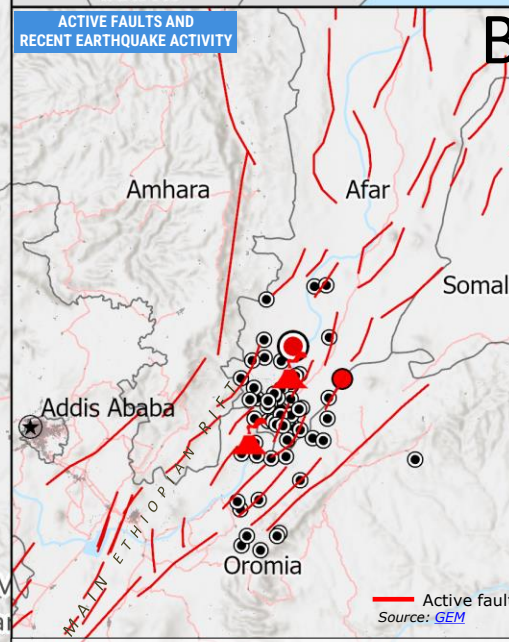 ACTIVE FAULTS AND
RECENT EARTHQUAKE ACTIVITY
B
Amhara
Afar
Somal
Addis Ababa
MAIN ETHIOPIAN RIFT
Oromia
Active fault
Source: GEM